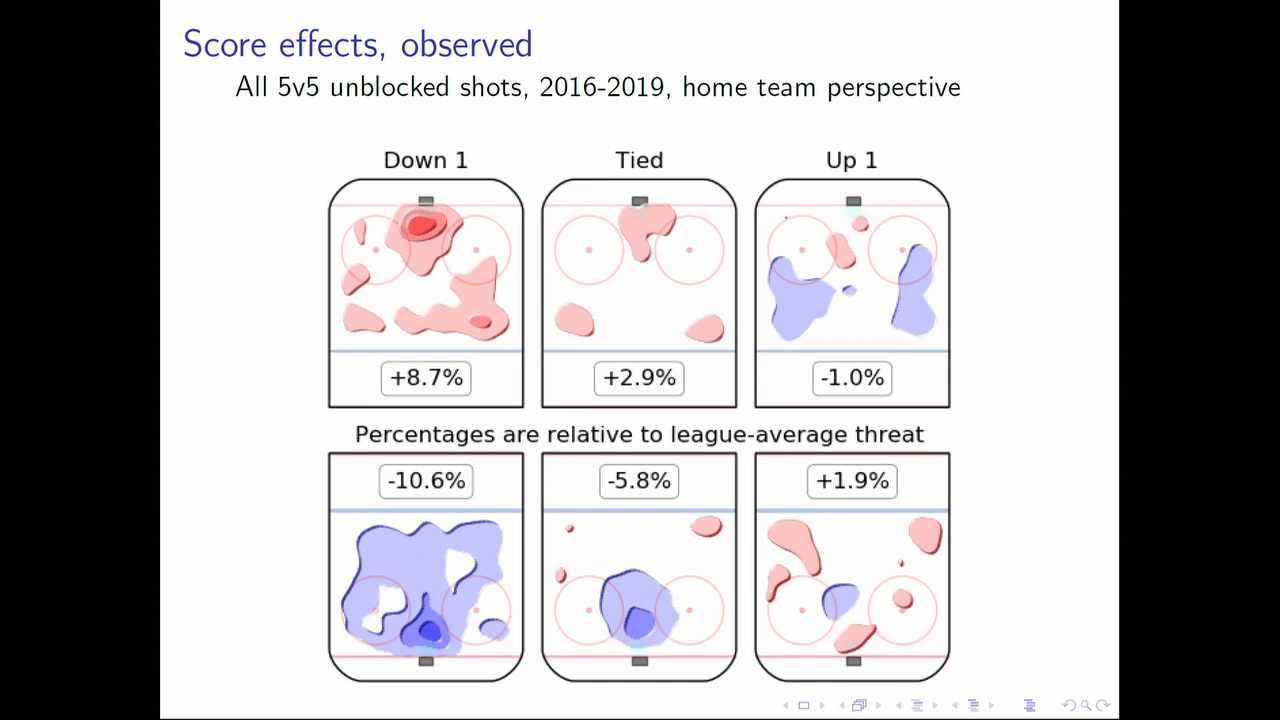 Score effects, observed
All 5v5 unblocked shots, 2016-2019, home team perspective
Down 1 Tied Up 1
+8.7% +2.9% -1.0%
Percentages are relative to league-average threat
-10.6% -5.8% +1.9%